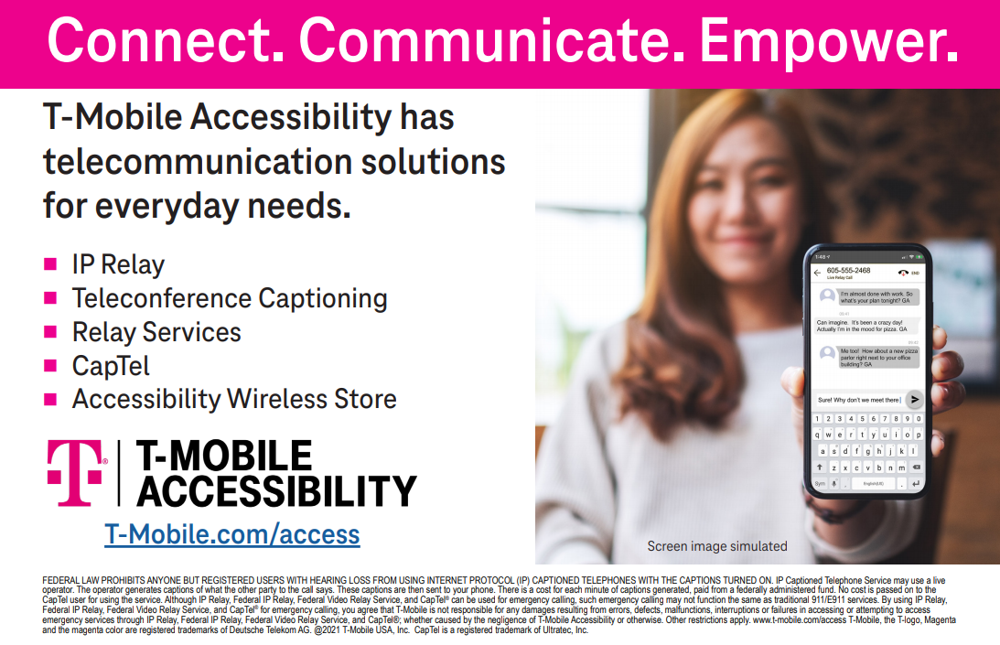 Connect. Communicate. Empower.
T-Mobile Accessibility has
telecommunication solutions
for everyday needs.
IP Relay
Teleconference Captioning
Relay Services
CapTel
Accessibility Wireless Store
T® T-MOBILE
ACCESSIBILITY
T-Mobile.com/access
1:48
605-555-2468
Live Relay Call
END
I'm almost done with work. So
what's your plan tonight? GA
Can imagine. It's been a crazy day!
Actually I'm in the mood for pizza. GA
Me too! How about a new pizza
parlor right next to your office
building? GA
Sure! Why don't we meet there
1 2 3 4 5 6 7 8 9 0
q w e r t y u i o p
a s d f g h j k l
z x c v b n m
Sym , English(US) .
Screen image simulated
FEDERAL LAW PROHIBITS ANYONE BUT REGISTERED USERS WITH HEARING LOSS FROM USING INTERNET PROTOCOL (IP) CAPTIONED TELEPHONES WITH THE CAPTIONS TURNED ON. IP Captioned Telephone Service may use a live
operator. The operator generates captions of what the other party to the call says. These captions are then sent to your phone. There is a cost for each minute of captions generated, paid from a federally administered fund. No cost is passed on to the
CapTel user for using the service. Although IP Relay, Federal IP Relay, Federal Video Relay Service, and CapTel® can be used for emergency calling, such emergency calling may not function the same as traditional 911/E911 services. By using IP Relay,
Federal IP Relay, Federal Video Relay Service, and CapTel® for emergency calling, you agree that T-Mobile is not responsible for any damages resulting from errors, defects, malfunctions, interruptions or failures in accessing or attempting to access
emergency services through IP Relay, Federal IP Relay, Federal Video Relay Service, and CapTel®; whether caused by the negligence of T-Mobile Accessibility or otherwise. Other restrictions apply. www.t-mobile.com/access T-Mobile, the T-logo, Magenta
and the magenta color are registered trademarks of Deutsche Telekom AG. @2021 T-Mobile USA, Inc. CapTel is a registered trademark of Ultratec, Inc.